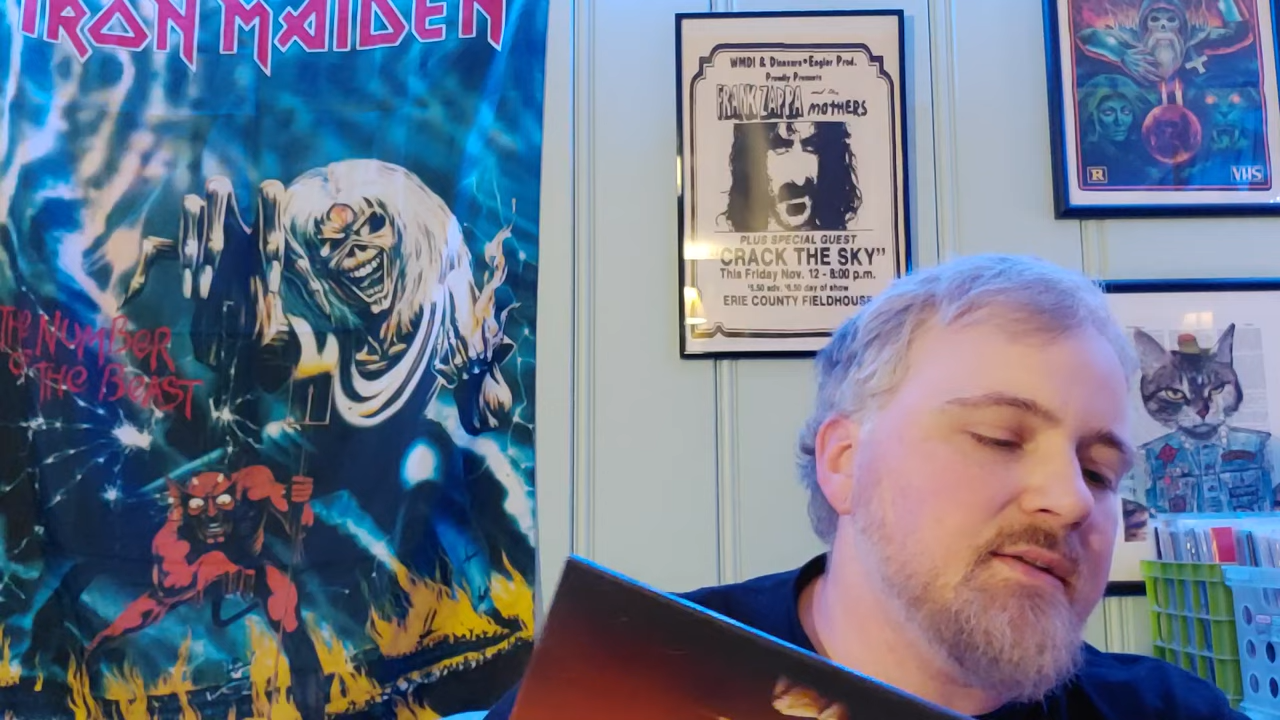 IRON MAIDEN
THE NUMBER
OF THE BEAST
WMDI & DiCesare•Engler Prod.
Proudly Presents
FRANK ZAPPA and the MOTHERS
PLUS SPECIAL GUEST
"CRACK THE SKY"
This Friday Nov. 12 - 8:00 p.m.
$5.50 adv. $6.50 day of show
ERIE COUNTY FIELDHOUSE
R
VHS